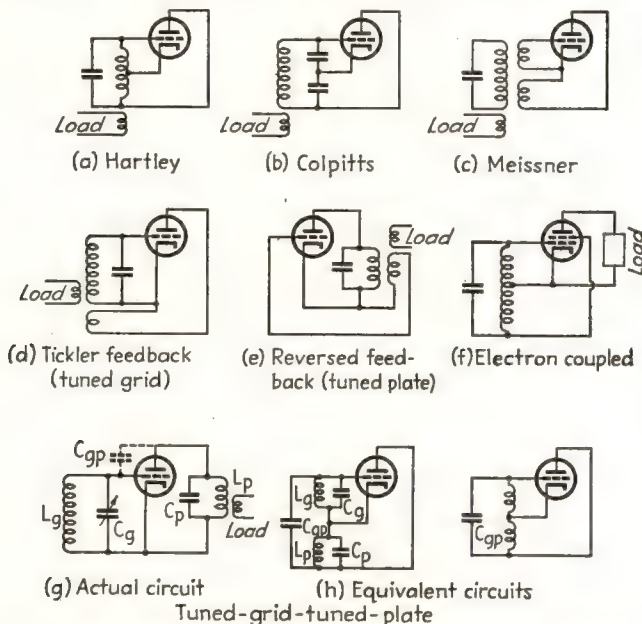 Load
Load
Load
(a) Hartley
(b) Colpitts
(c) Meissner
Load
Load
Load
(d) Tickler feedback
(tuned grid)
(e) Reversed feed-
back (tuned plate)
(f) Electron coupled
Cgp
Lg
Cg
Cp
Lp
Load
Lg
Cg
Cgp
Lp
Cp
Cgp
(g) Actual circuit
(h) Equivalent circuits
Tuned-grid-tuned-plate